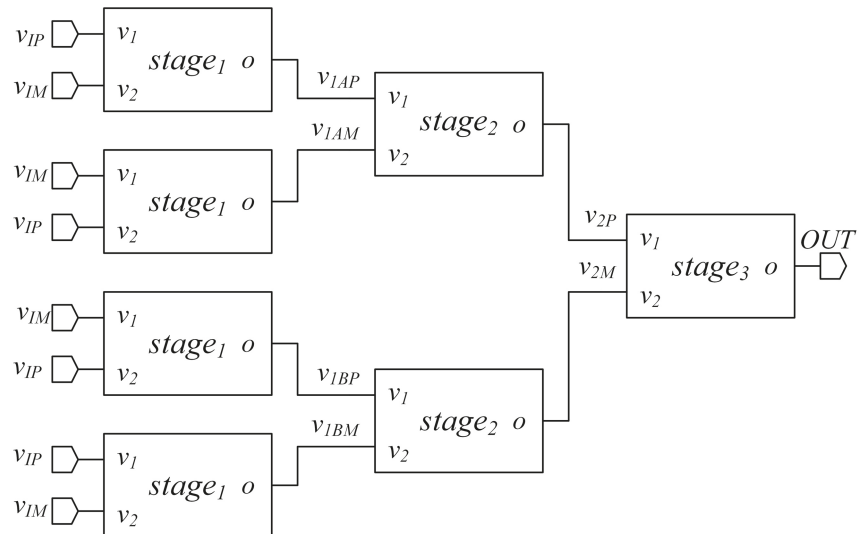 v_IP v_1 stage_1 o
v_IM v_2
v_1AP v_1 stage_2 o
v_1AM v_2
v_IM v_1 stage_1 o
v_IP v_2
v_2P v_1 stage_3 o OUT
v_2M v_2
v_IM v_1 stage_1 o
v_IP v_2
v_1BP v_1 stage_2 o
v_1BM v_2
v_IP v_1 stage_1 o
v_IM v_2